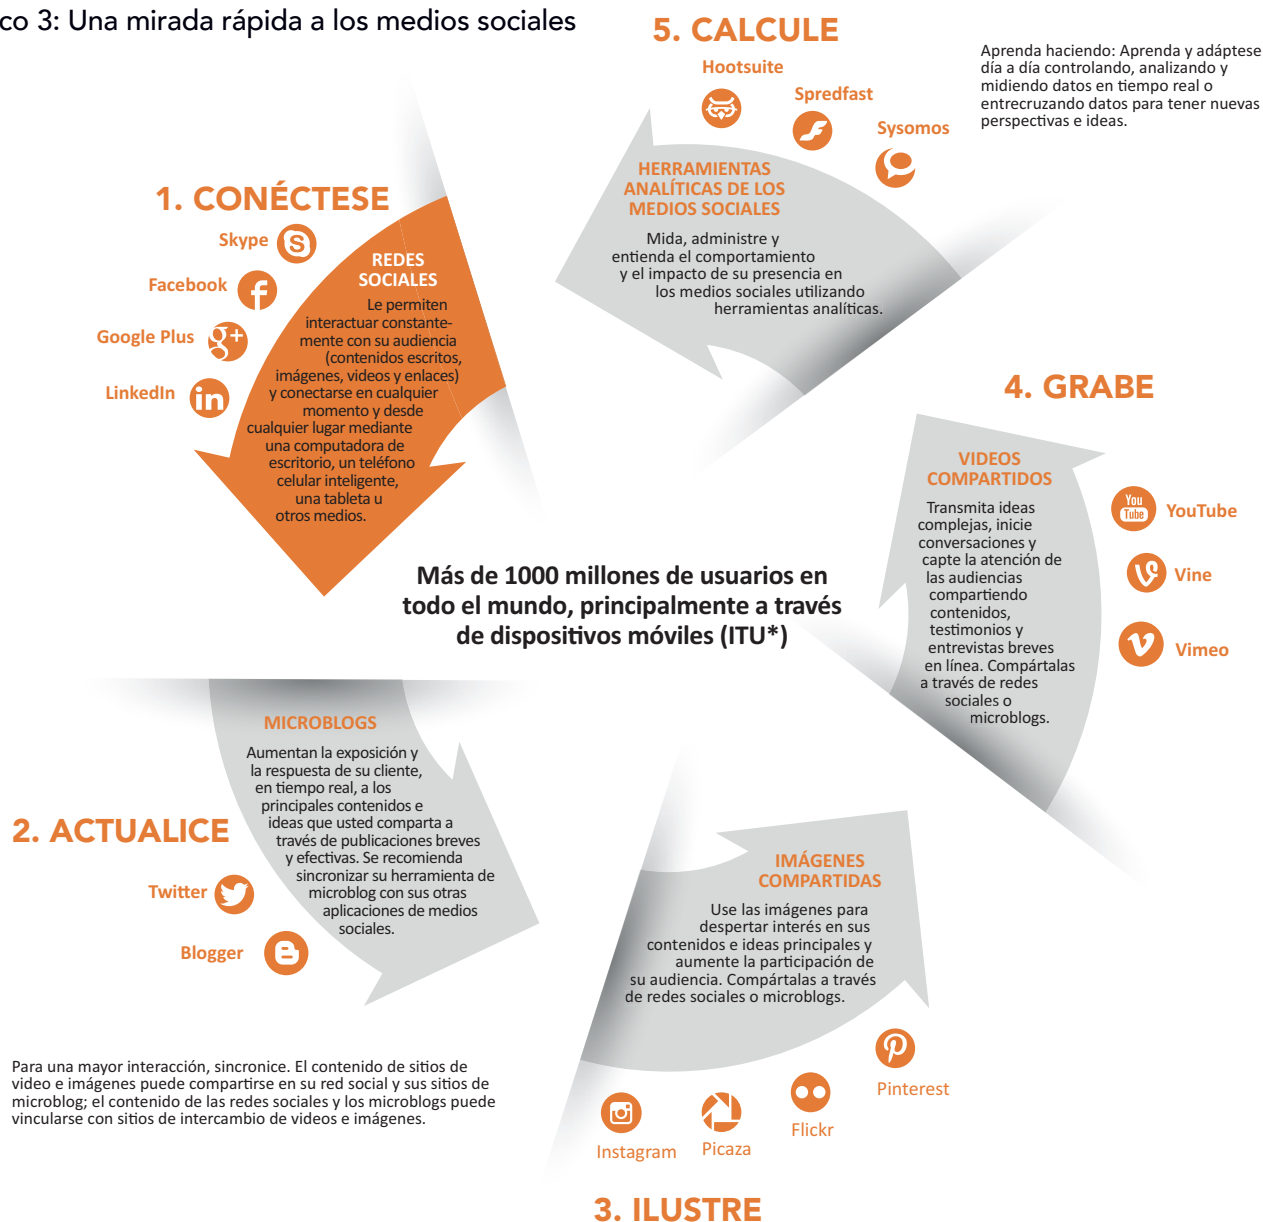 co 3: Una mirada rápida a los medios sociales
1. CONÉCTESE
Skype
Facebook
Google Plus
LinkedIn
REDES
SOCIALES
Le permiten
interactuar constante-
mente con su audiencia
(contenidos escritos,
imágenes, videos y enlaces)
y conectarse en cualquier
momento y desde
cualquier lugar mediante
una computadora de
escritorio, un teléfono
celular inteligente,
una tableta u
otros medios.
5. CALCULE
Hootsuite
Spredfast
Sysomos
Aprenda haciendo: Aprenda y adáptese
día a día controlando, analizando y
midiendo datos en tiempo real o
entrecruzando datos para tener nuevas
perspectivas e ideas.
HERRAMIENTAS
ANALÍTICAS DE LOS
MEDIOS SOCIALES
Mida, administre y
entienda el comportamiento
y el impacto de su presencia en
los medios sociales utilizando
herramientas analíticas.
4. GRABE
VIDEOS
COMPARTIDOS
Transmita ideas
complejas, inicie
conversaciones y
capte la atención de
las audiencias
compartiendo
contenidos,
testimonios y
entrevistas breves
en línea. Compártalas
a través de redes
sociales o
microblogs.
You
Tube
YouTube
Vine
Vimeo
Más de 1000 millones de usuarios en
todo el mundo, principalmente a través
de dispositivos móviles (ITU*)
MICROBLOGS
Aumentan la exposición y
la respuesta de su cliente,
en tiempo real, a los
principales contenidos e
ideas que usted comparta a
través de publicaciones breves
y efectivas. Se recomienda
sincronizar su herramienta de
microblog con sus otras
aplicaciones de medios
sociales.
2. ACTUALICE
Twitter
Blogger
IMÁGENES
COMPARTIDAS
Use las imágenes para
despertar interés en sus
contenidos e ideas principales y
aumente la participación de
su audiencia. Compártalas a través
de redes sociales o microblogs.
Para una mayor interacción, sincronice. El contenido de sitios de
video e imágenes puede compartirse en su red social y sus sitios de
microblog; el contenido de las redes sociales y los microblogs puede
vincularse con sitios de intercambio de videos e imágenes.
Instagram
Picaza
Flickr
Pinterest
3. ILUSTRE